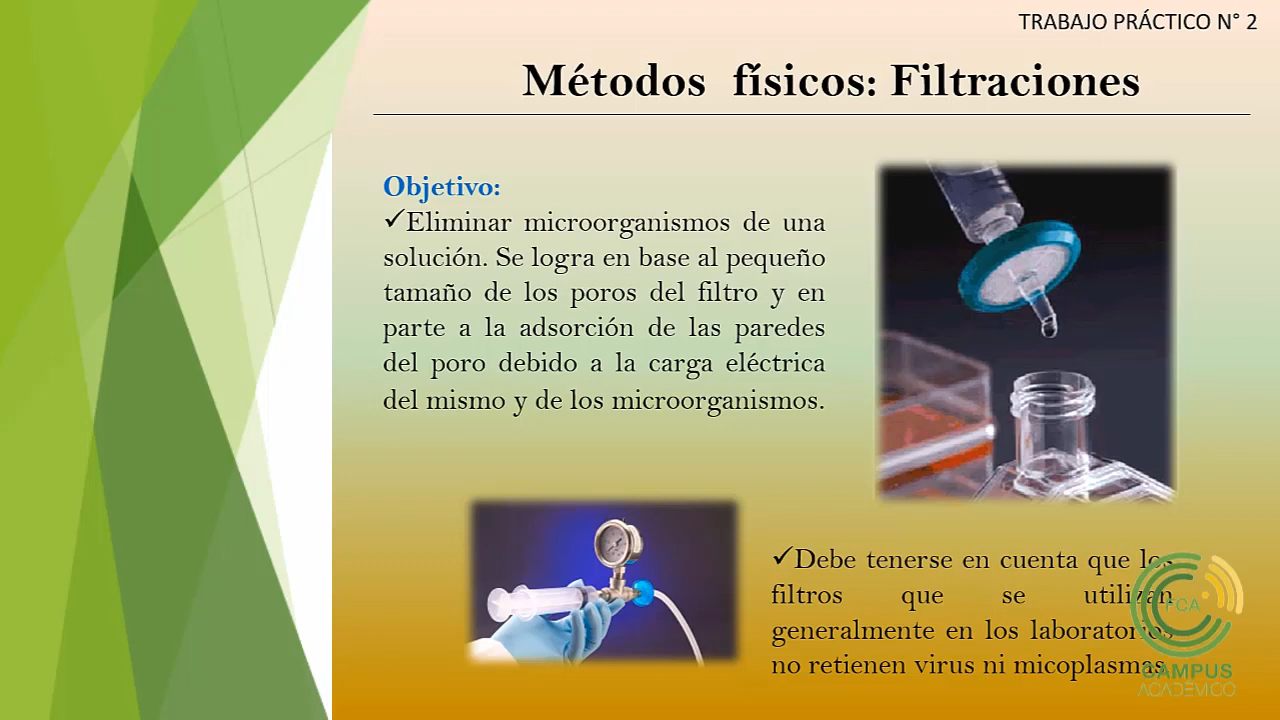 TRABAJO PRÁCTICO N° 2
Métodos físicos: Filtraciones
Objetivo:
✓Eliminar microorganismos de una
solución. Se logra en base al pequeño
tamaño de los poros del filtro y en
parte a la adsorción de las paredes
del poro debido a la carga eléctrica
del mismo y de los microorganismos.
✓Debe tenerse en cuenta que los
filtros que se utilizan
generalmente en los laboratorios
no retienen virus ni micoplasmas.
FCA
CAMPUS
ACADÉMICO